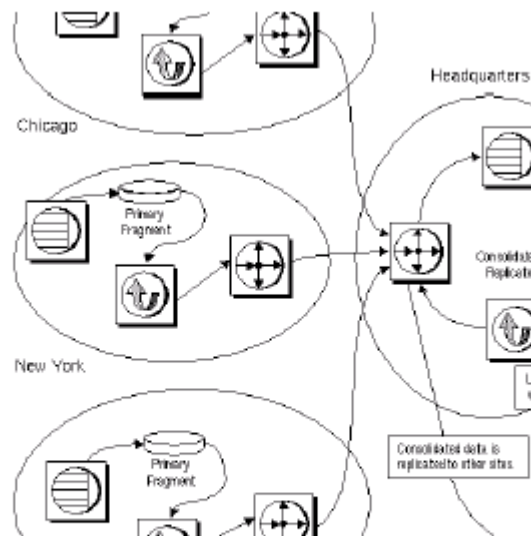 Headquarters
Chicago
Primary
Fragment
New York
Primary
Fragment
Consolidated data is
replicated to other sites.